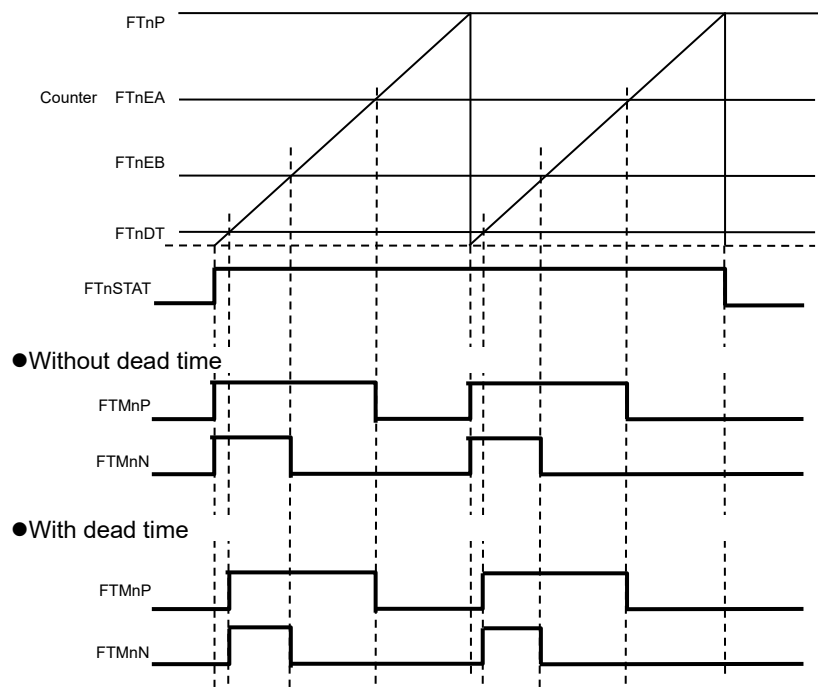 FTnP
Counter FTnEA
FTnEB
FTnDT
FTnSTAT
●Without dead time
FTMnP
FTMnN
●With dead time
FTMnP
FTMnN